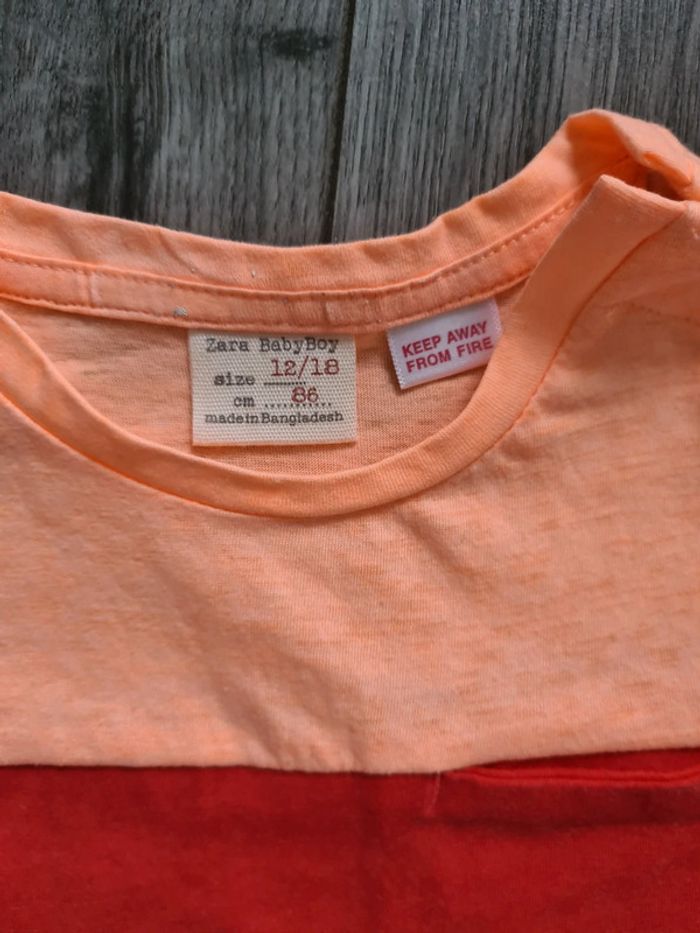 Zara BabyBoy
size 12/18
cm 86
made in Bangladesh
KEEP AWAY
FROM FIRE